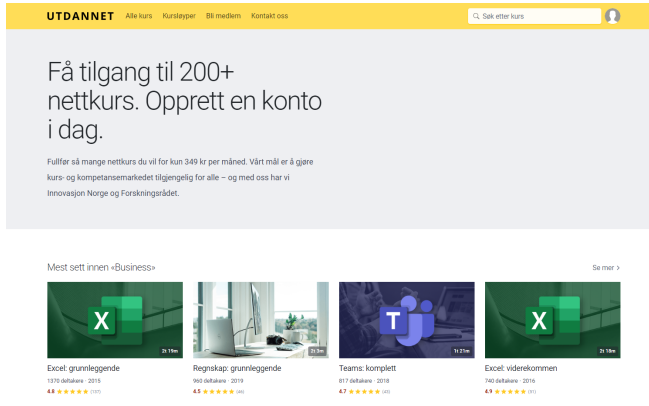 UTDANNET Alle kurs Kursløyper Bli medlem Kontakt oss Søk etter kurs
Få tilgang til 200+
nettkurs. Opprett en konto
i dag.
Fullfør så mange nettkurs du vil for kun 349 kr per måned. Vårt mål er å gjøre
kurs- og kompetansemarkedet tilgjengelig for alle – og med oss har vi
Innovasjon Norge og Forskningsrådet.
Mest sett innen «Business» Se mer >
X 2t 19m
2t 3m
T 1t 21m
X 2t 18m
Excel: grunnleggende Regnskap: grunnleggende Teams: komplett Excel: viderekommen
1370 deltakere · 2015 960 deltakere · 2019 817 deltakere · 2018 740 deltakere · 2016
4.8 4.5 (46) 4.7 4.9